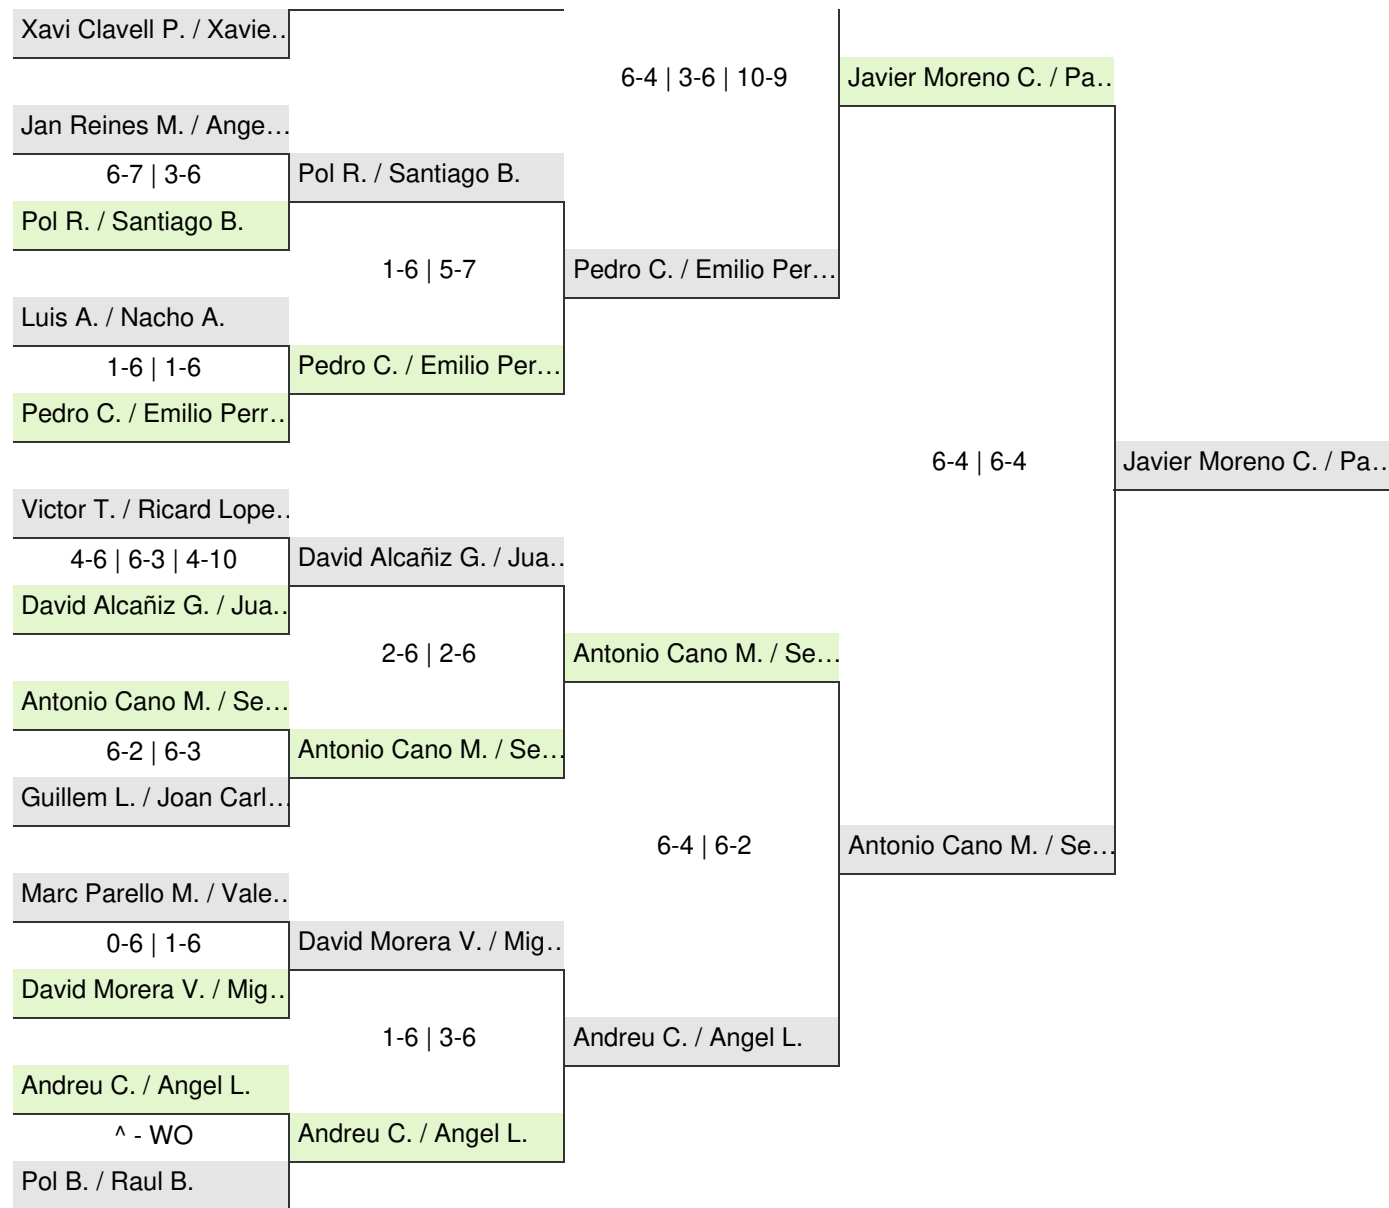 Xavi Clavell P. / Xavie..
6-4 | 3-6 | 10-9
Javier Moreno C. / Pa..
Jan Reines M. / Ange...
6-7 | 3-6
Pol R. / Santiago B.
Pol R. / Santiago B.
1-6 | 5-7
Pedro C. / Emilio Per...
Luis A. / Nacho A.
1-6 | 1-6
Pedro C. / Emilio Per...
Pedro C. / Emilio Perr..
6-4 | 6-4
Javier Moreno C. / Pa..
Victor T. / Ricard Lope..
4-6 | 6-3 | 4-10
David Alcañiz G. / Jua..
David Alcañiz G. / Jua..
2-6 | 2-6
Antonio Cano M. / Se...
Antonio Cano M. / Se...
6-2 | 6-3
Antonio Cano M. / Se...
Guillem L. / Joan Carl...
6-4 | 6-2
Antonio Cano M. / Se...
Marc Parello M. / Vale..
0-6 | 1-6
David Morera V. / Mig..
David Morera V. / Mig..
1-6 | 3-6
Andreu C. / Angel L.
Andreu C. / Angel L.
^ - WO
Andreu C. / Angel L.
Pol B. / Raul B.